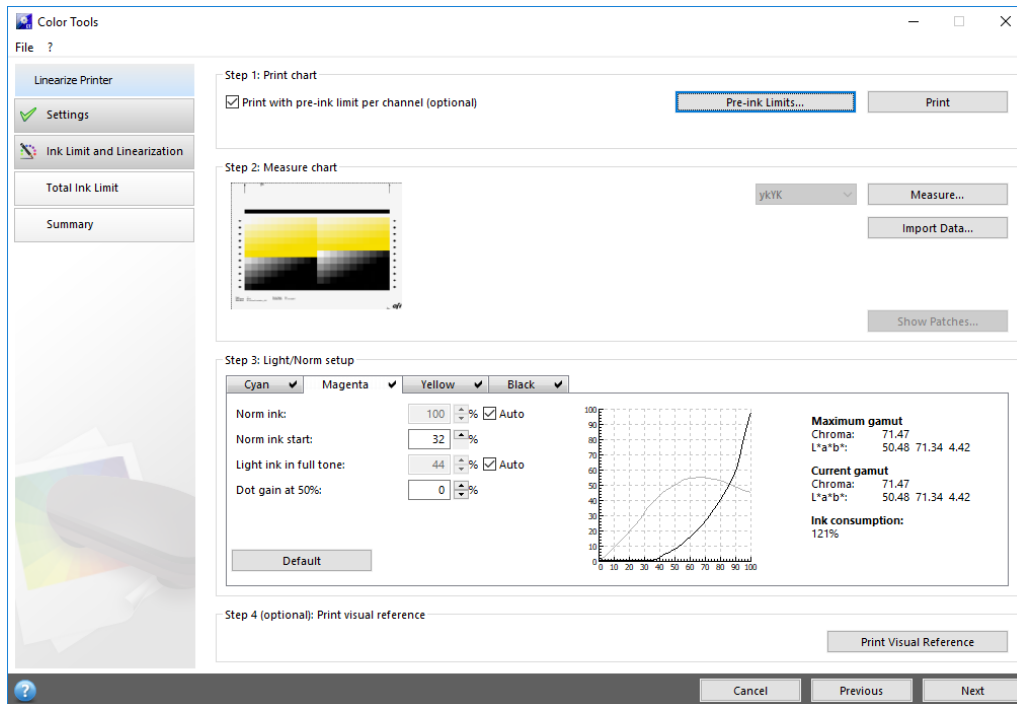 Color Tools
File ?
Linearize Printer
Settings
Ink Limit and Linearization
Total Ink Limit
Summary
Step 1: Print chart
Print with pre-ink limit per channel (optional)
Pre-ink Limits...
Print
Step 2: Measure chart
efi
ykYK
Measure...
Import Data...
Show Patches...
Step 3: Light/Norm setup
Cyan Magenta Yellow Black
Norm ink: 100 % Auto
Norm ink start: 32 %
Light ink in full tone: 44 % Auto
Dot gain at 50%: 0 %
Default
100
90
80
70
60
50
40
30
20
10
0
0 10 20 30 40 50 60 70 80 90 100
Maximum gamut
Chroma: 71.47
L*a*b*: 50.48 71.34 4.42
Current gamut
Chroma: 71.47
L*a*b*: 50.48 71.34 4.42
Ink consumption:
121%
Step 4 (optional): Print visual reference
Print Visual Reference
?
Cancel
Previous
Next